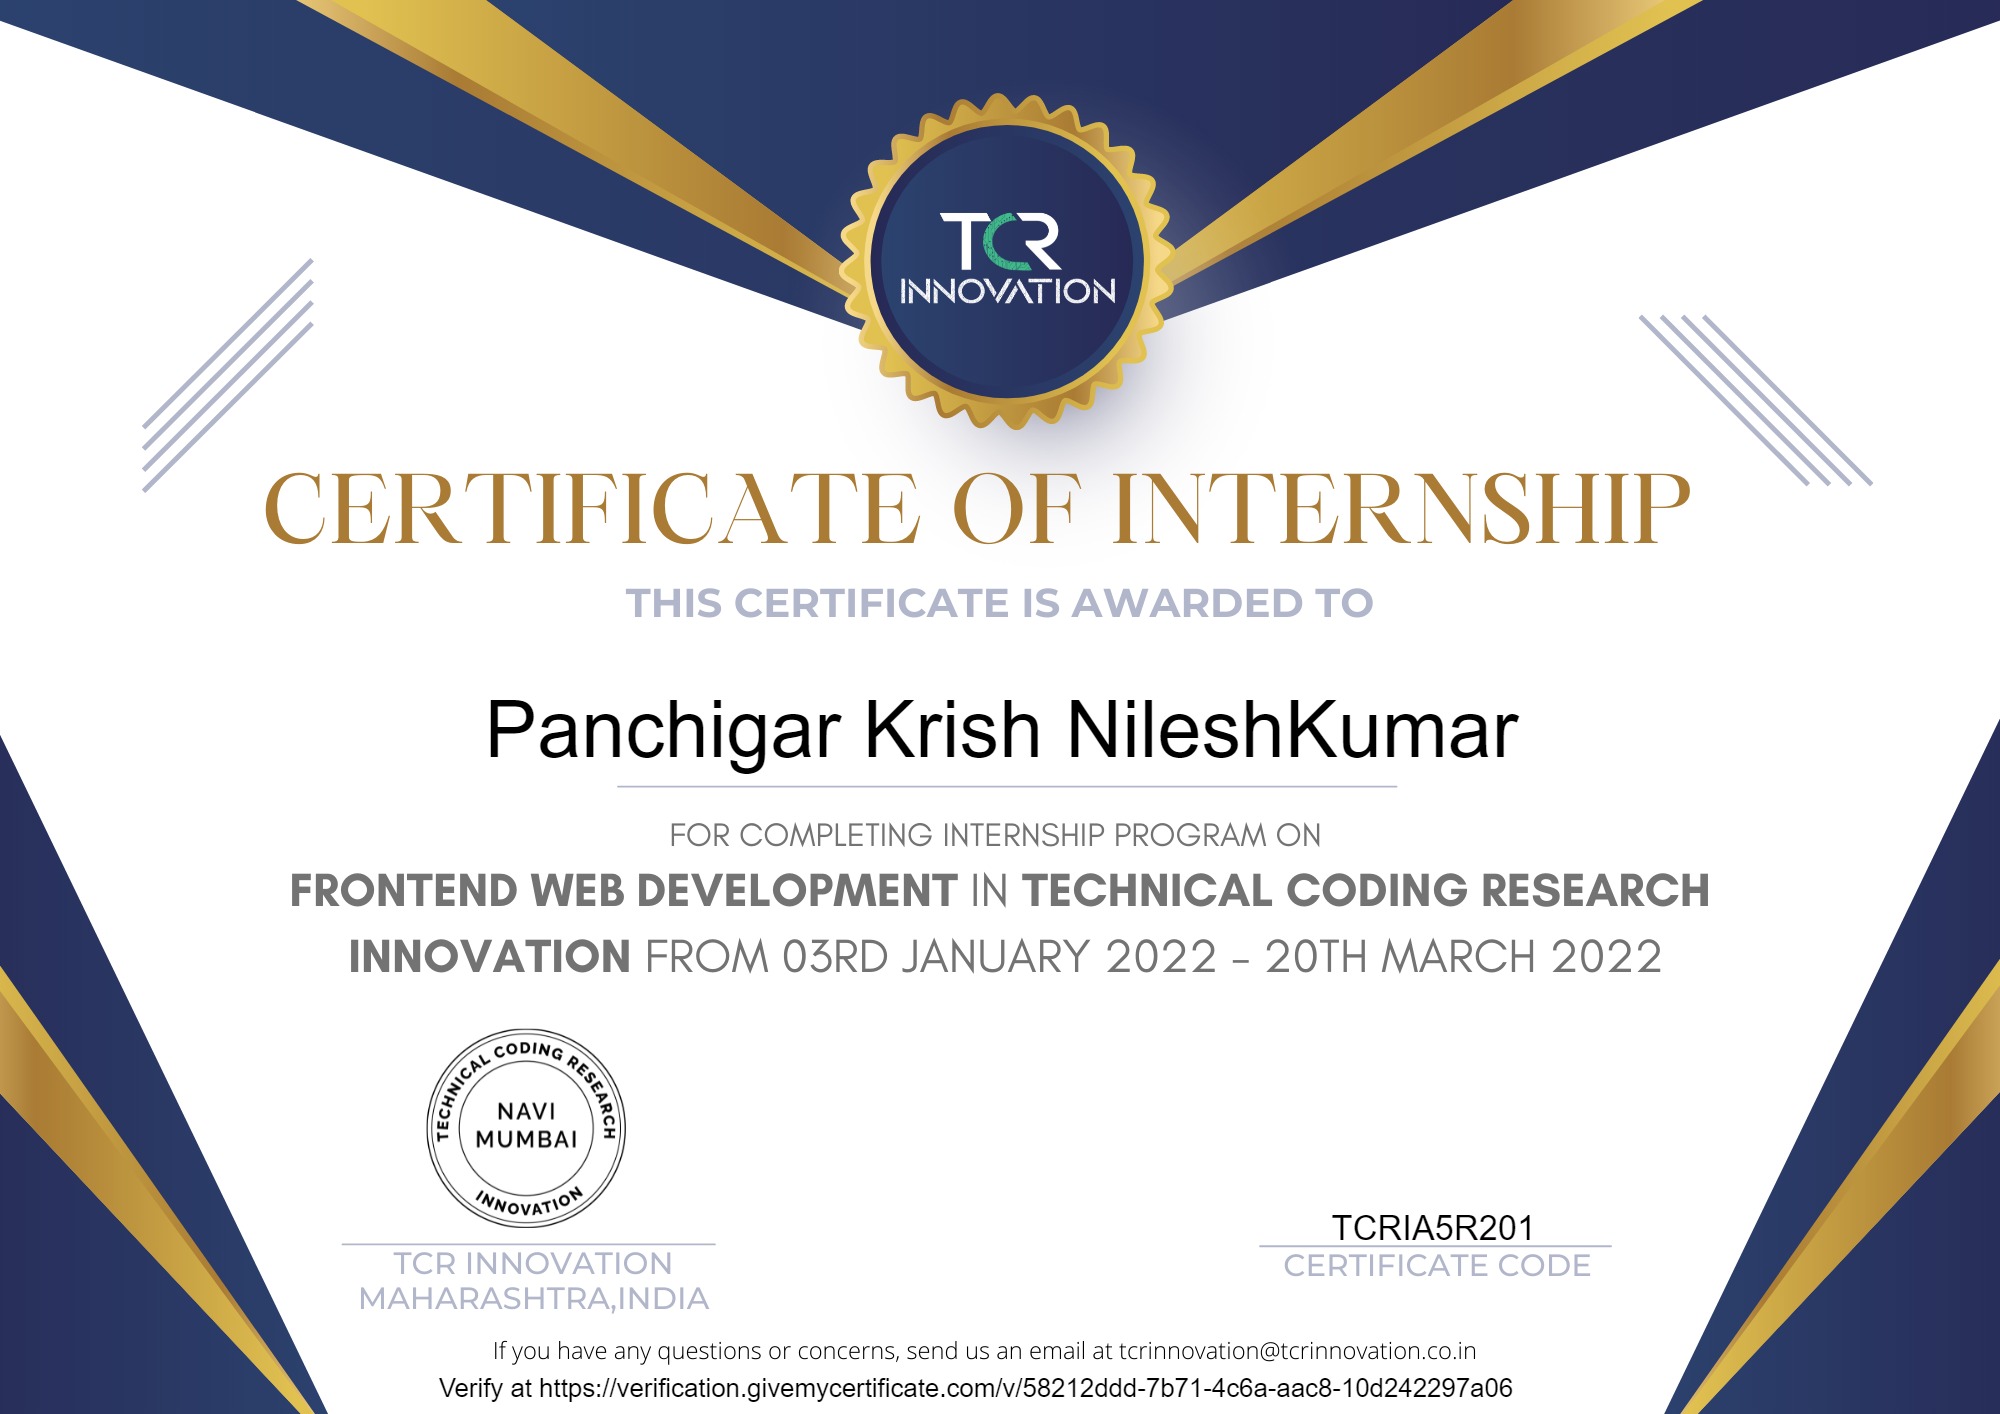 TCR
INNOVATION
CERTIFICATE OF INTERNSHIP
THIS CERTIFICATE IS AWARDED TO
Panchigar Krish NileshKumar
FOR COMPLETING INTERNSHIP PROGRAM ON
FRONTEND WEB DEVELOPMENT IN TECHNICAL CODING RESEARCH
INNOVATION FROM 03RD JANUARY 2022 - 20TH MARCH 2022
TECHNICAL CODING RESEARCH
NAVI
MUMBAI
INNOVATION
TCR INNOVATION
MAHARASHTRA,INDIA
TCRIA5R201
CERTIFICATE CODE
If you have any questions or concerns, send us an email at tcrinnovation@tcrinnovation.co.in
Verify at https://verification.givemycertificate.com/v/58212ddd-7b71-4c6a-aac8-10d242297a06